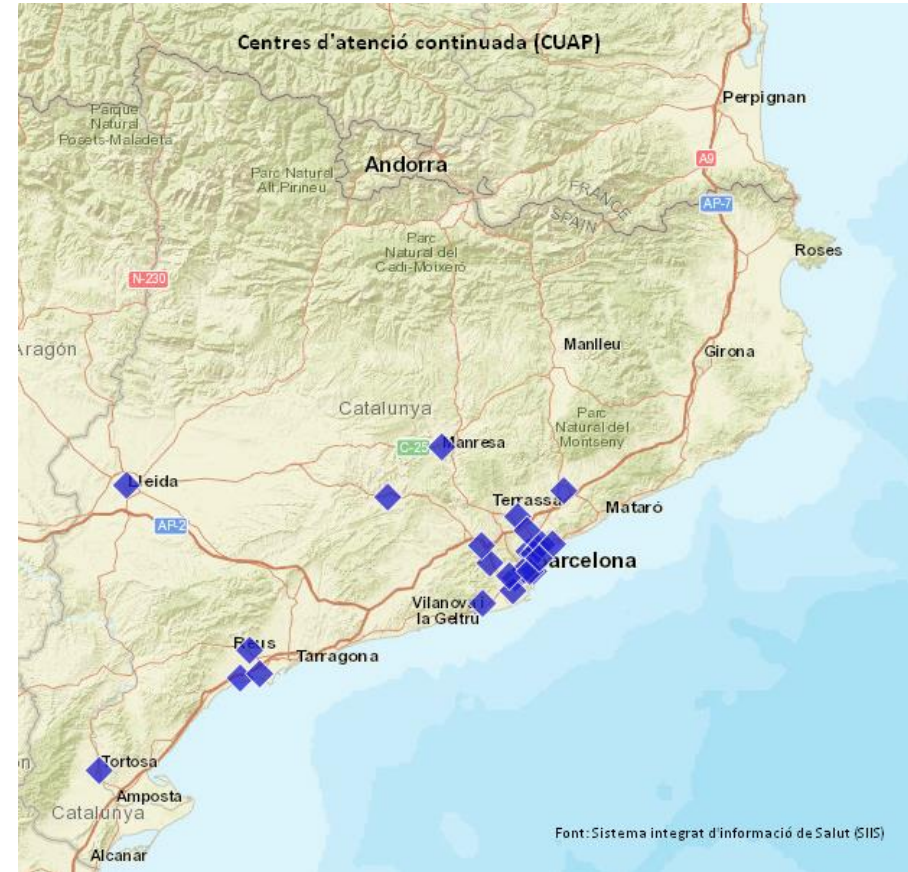 Centres d'atenció continuada (CUAP)
Perpignan
Parque
Natural
Posets-Maladeta
Andorra
A9
Parc Natural
Alt Pirineu
FRANCE
SPAIN
AP-7
Parc
Natural del
Cadí-Moixeró
Roses
N-230
Manlleu
Aragón
Girona
Catalunya
Parc
Natural del
Montseny
C-25
Manresa
Lleida
Terrassa
Mataró
AP-2
Barcelona
Vilanova i
la Geltrú
Reus
Tarragona
Tortosa
Amposta
Catalunya
Font: Sistema integrat d'informació de Salut (SIIS)
Alcanar